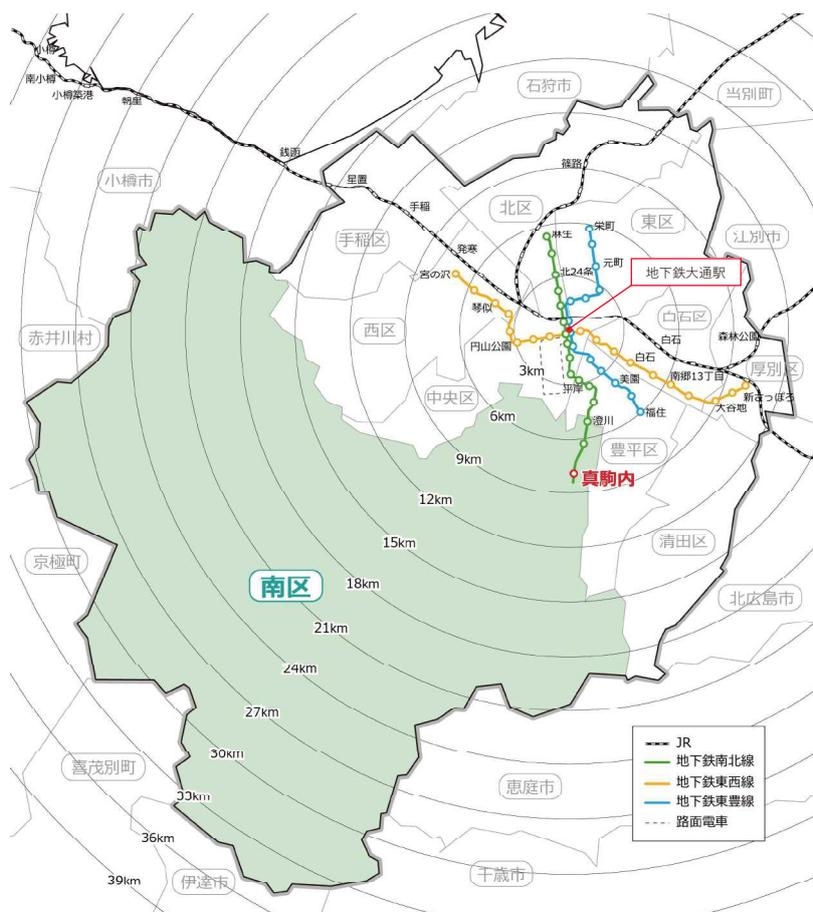 小樽
南小樽
小樽築港
朝里
銭函
石狩市
当別町
小樽市
星置
手稲
篠路
北区
東区
手稲区
発寒
麻生
栄町
江別市
宮の沢
北24条
元町
地下鉄大通駅
琴似
白石区
赤井川村
西区
円山公園
白石
森林公園
白石
厚別区
3km
平岸
美園
南郷13丁目
新さっぽろ
中央区
大谷地
6km
福住
澄川
豊平区
9km
真駒内
12km
15km
清田区
京極町
18km
南区
北広島市
21km
24km
27km
30km
JR
地下鉄南北線
喜茂別町
地下鉄東西線
恵庭市
33km
地下鉄東豊線
路面電車
36km
39km
伊達市
千歳市